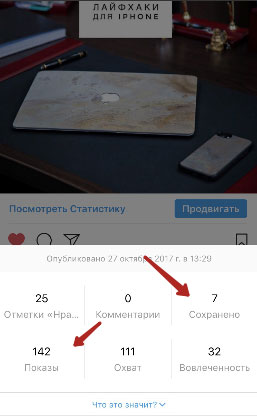 ЛАЙФХАКИ
ДЛЯ IPHONE
Посмотреть Статистику
Продвигать
Опубликовано 27 октября 2017 г. в 13:29
25
0
7
Отметки «Нра...
Комментарии
Сохранено
142
111
32
Показы
Охват
Вовлеченность
Что это значит?